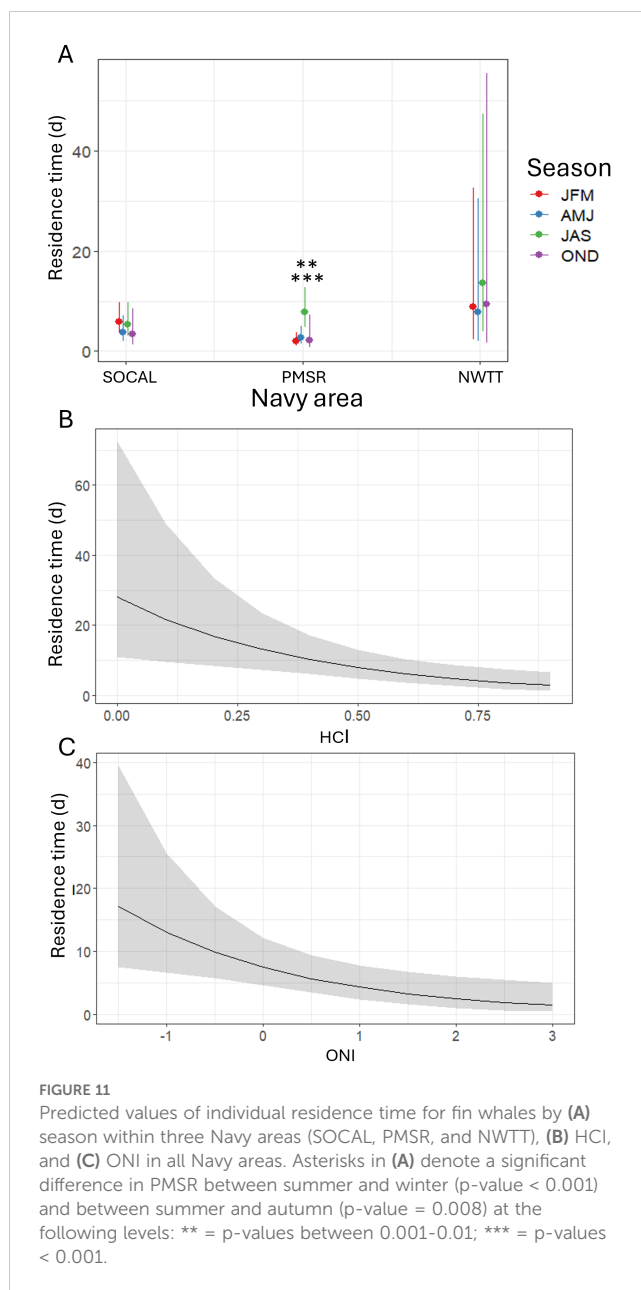 A
Residence time (d)
40
20
0
**
***
SOCAL PMSR NWTT
Navy area
Season
JFM
AMJ
JAS
OND
B
Residence time (d)
60
40
20
0
0.00 0.25 0.50 0.75
HCI
C
Residence time (d)
40
30
20
10
0
-1 0 1 2 3
ONI
FIGURE 11
Predicted values of individual residence time for fin whales by (A)
season within three Navy areas (SOCAL, PMSR, and NWTT), (B) HCI,
and (C) ONI in all Navy areas. Asterisks in (A) denote a significant
difference in PMSR between summer and winter (p-value < 0.001)
and between summer and autumn (p-value = 0.008) at the
following levels: ** = p-values between 0.001-0.01; *** = p-values
< 0.001.